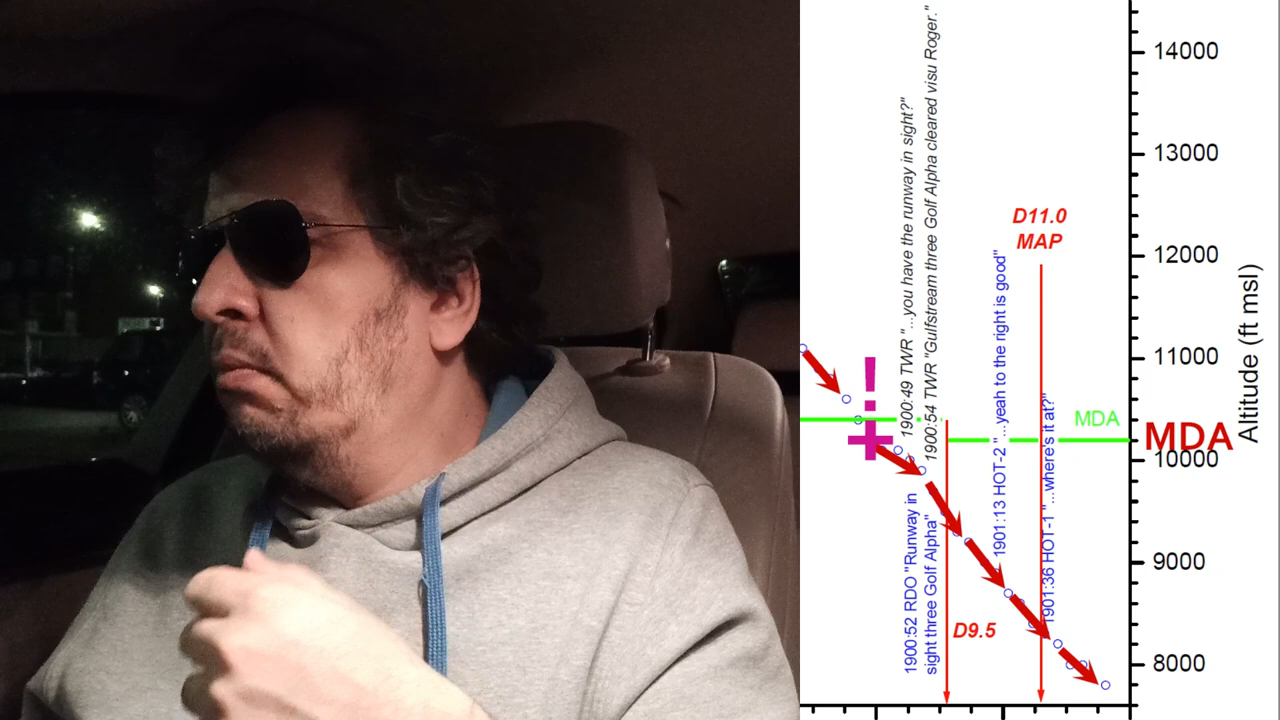 1900:49 TWR "...you have the runway in sight?"
1900:54 TWR "Gulfstream three Golf Alpha cleared visu Roger."
1900:52 RDO "Runway in
sight three Golf Alpha"
D9.5
1901:13 HOT-2 "...yeah to the right is good"
D11.0
MAP
1901:36 HOT-1 "...where's it at?"
MDA
MDA
14000
13000
12000
11000
10000
9000
8000
Altitude (ft msl)